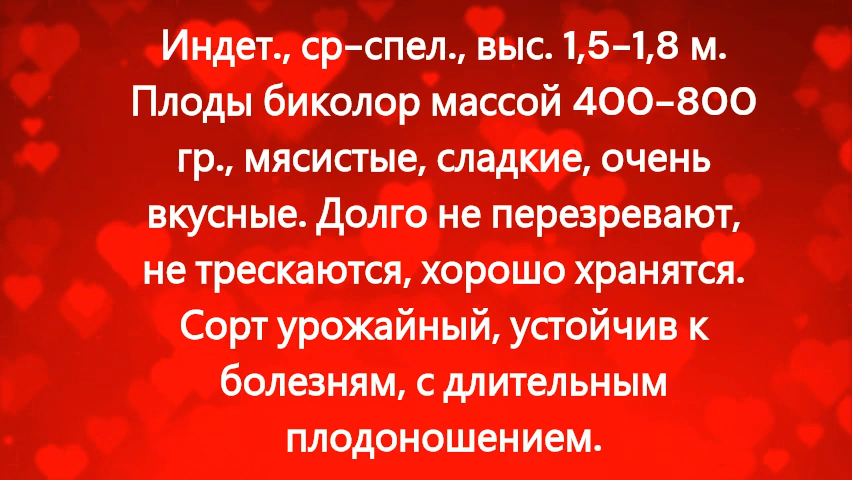 Индет., ср-спел., выс. 1,5-1,8 м.
Плоды биколор массой 400-800
гр., мясистые, сладкие, очень
вкусные. Долго не перезревают,
не трескаются, хорошо хранятся.
Сорт урожайный, устойчив к
болезням, с длительным
плодоношением.